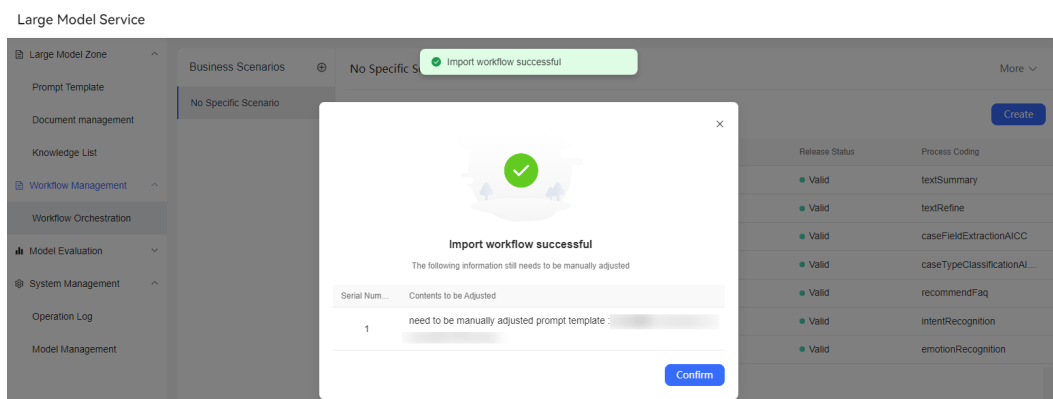 Large Model Service
Large Model Zone
Prompt Template
Document management
Knowledge List
Workflow Management
Workflow Orchestration
Model Evaluation
System Management
Operation Log
Model Management
Business Scenarios
No Specific Scenario
No Specific S
More
Import workflow successful
Create
Release Status Process Coding
Valid textSummary
Valid textRefine
Valid caseFieldExtractionAICC
Valid caseTypeClassificationAI...
Valid recommendFaq
Valid intentRecognition
Valid emotionRecognition
Import workflow successful
The following information still needs to be manually adjusted
Serial Num... Contents to be Adjusted
1 need to be manually adjusted prompt template :
Confirm